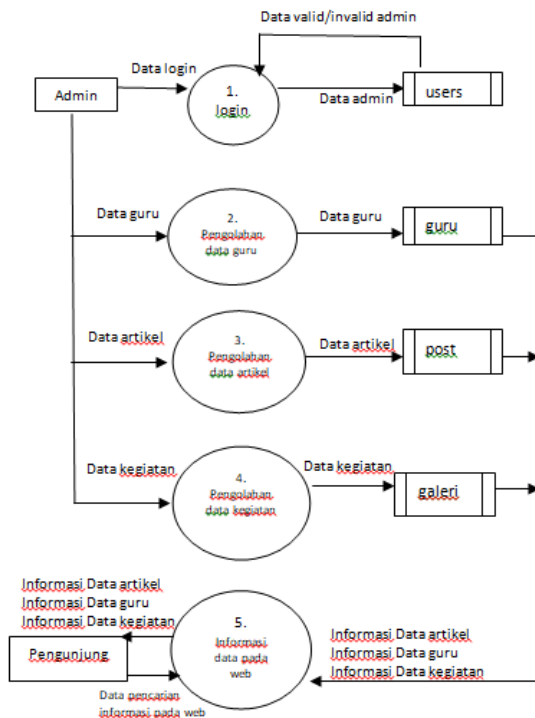 Data valid/invalid admin
Data login
Admin
1.
login
Data admin
users
Data guru
2.
Pengolahan
data guru
Data guru
guru
Data artikel
3.
Pengolahan
data artikel
Data artikel
post
Data kegiatan
4.
Pengolahan
data kegiatan
Data kegiatan
galeri
Informasi Data artikel
Informasi Data guru
Informasi Data kegiatan
Pengunjung
Data pencarian
informasi pada web
5.
Informasi
data pada
web
Informasi Data artikel
Informasi Data guru
Informasi Data kegiatan